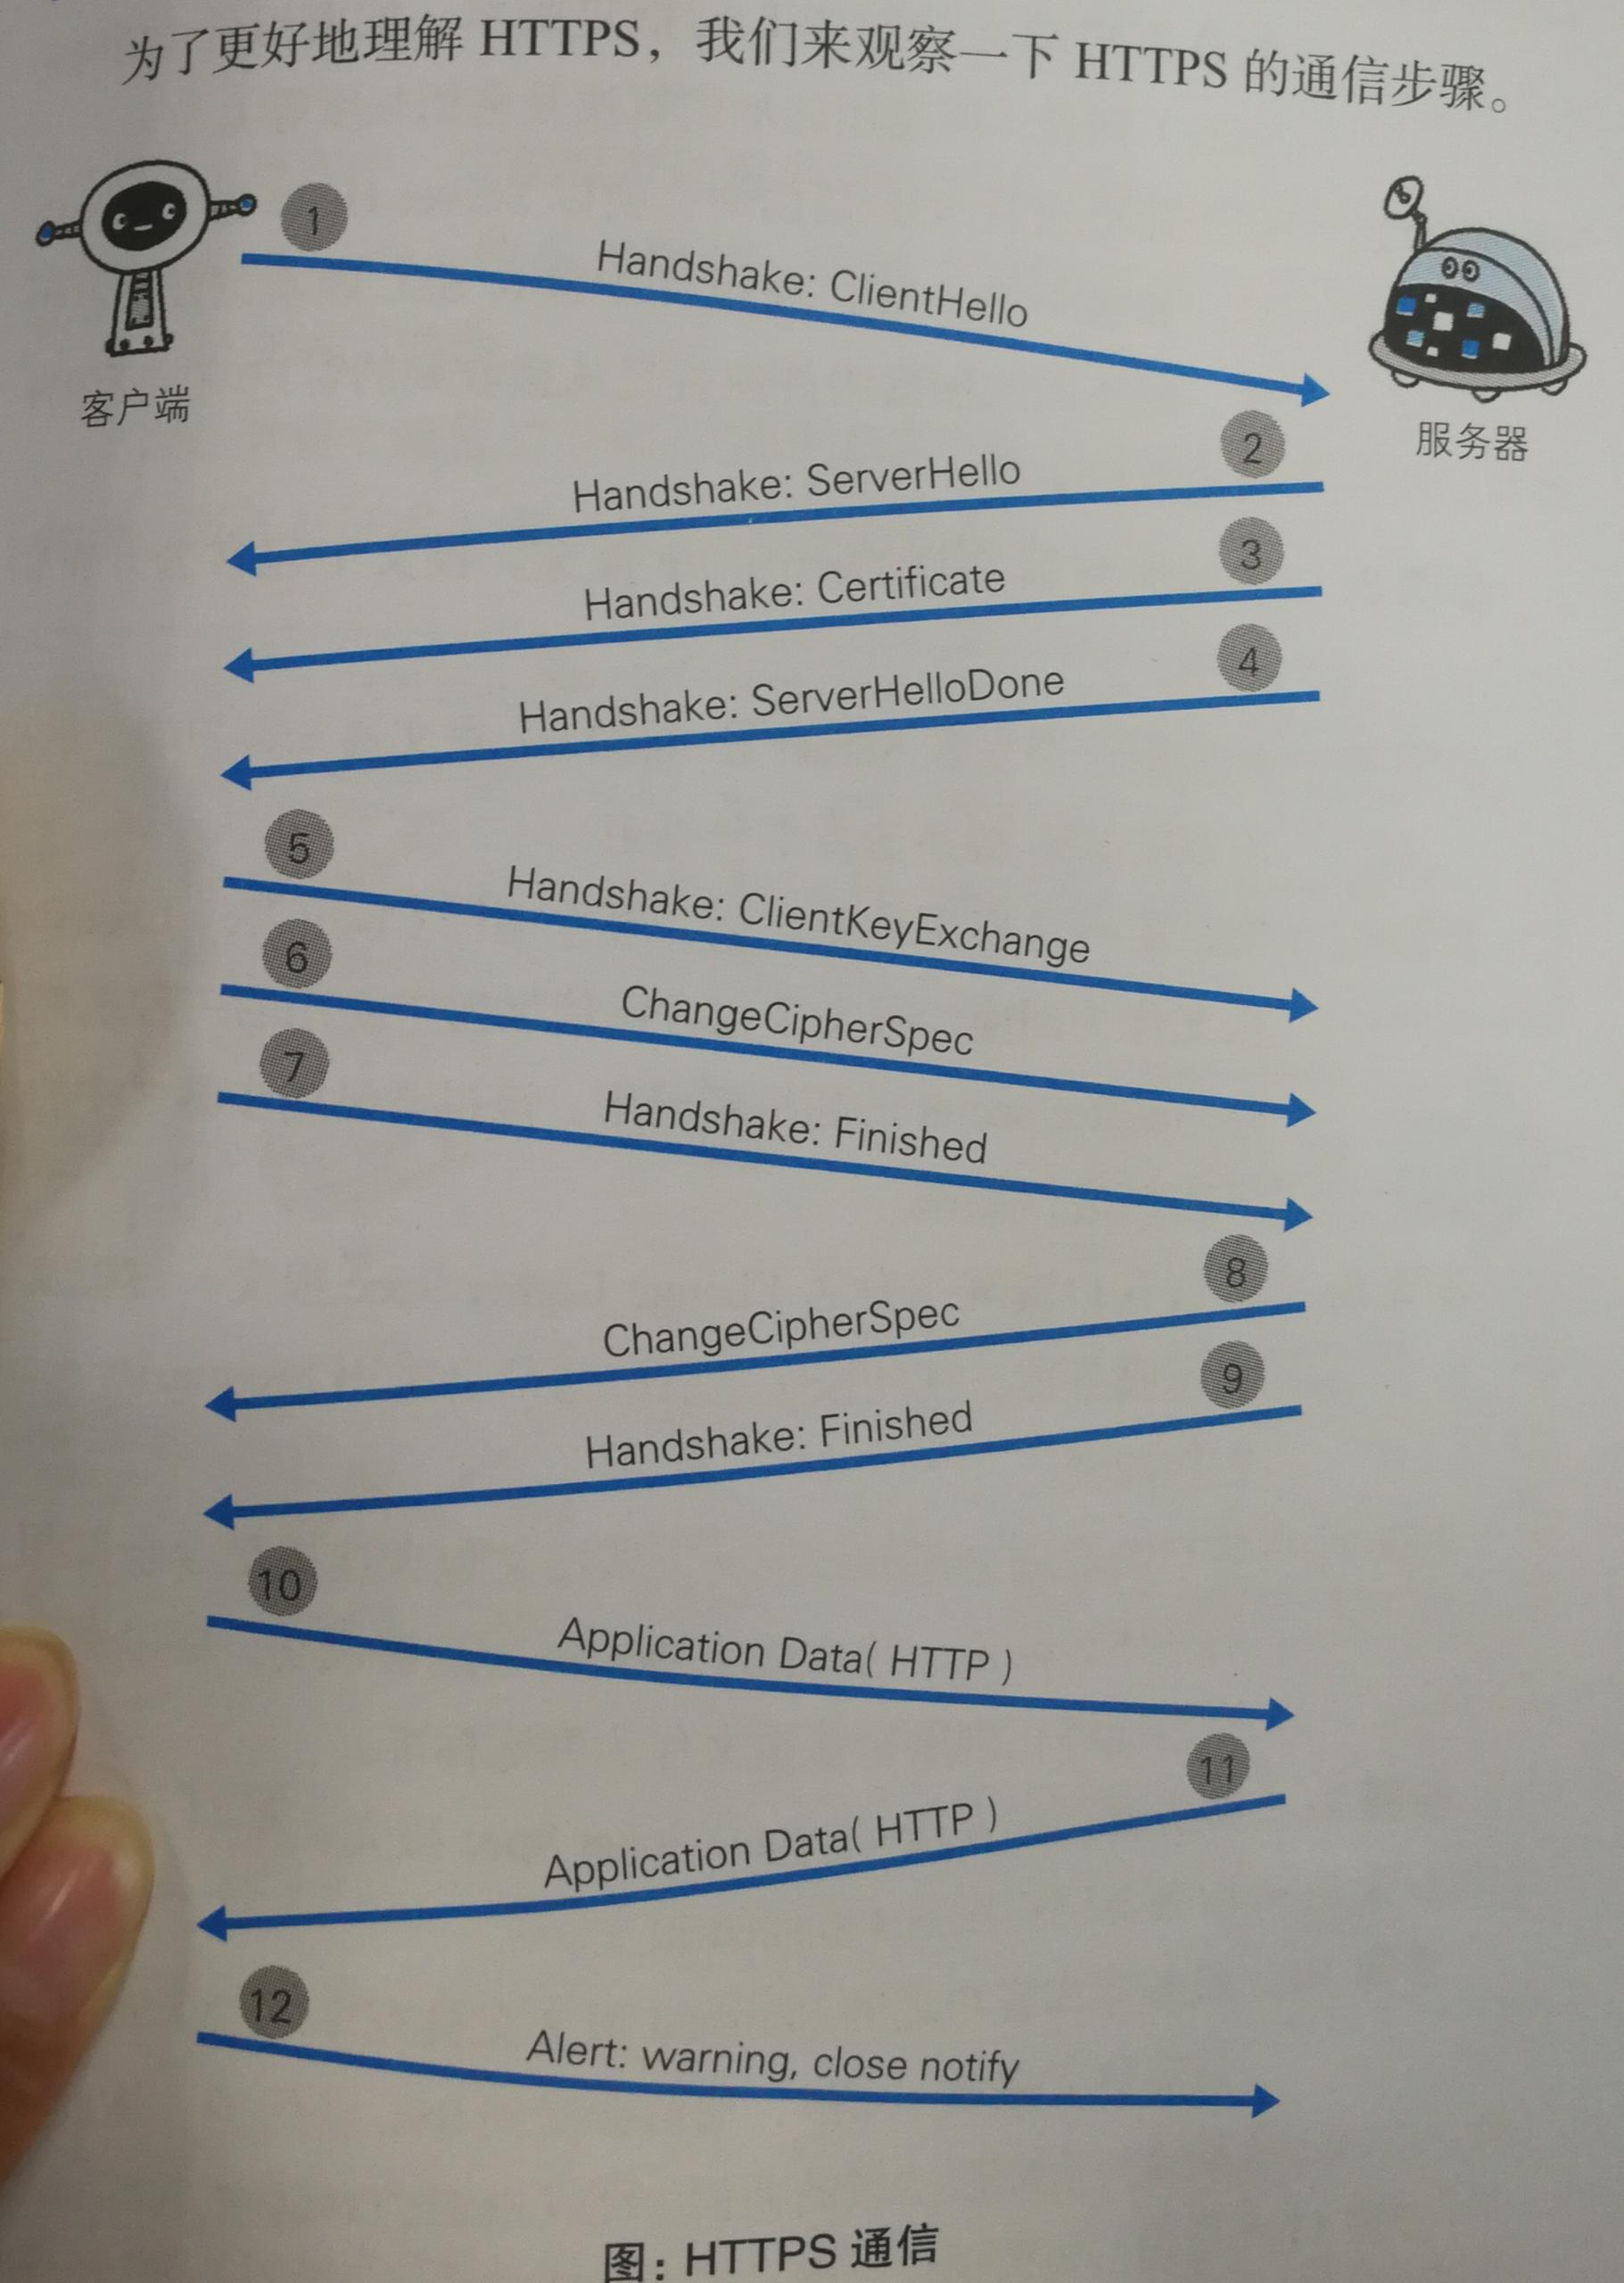 为了更好地理解 HTTPS，我们来观察一下 HTTPS 的通信步骤。
1
Handshake: ClientHello
客户端
服务器
2
Handshake: ServerHello
3
Handshake: Certificate
4
Handshake: ServerHelloDone
5
Handshake: ClientKeyExchange
6
ChangeCipherSpec
7
Handshake: Finished
8
ChangeCipherSpec
9
Handshake: Finished
10
Application Data( HTTP )
11
Application Data( HTTP )
12
Alert: warning, close notify
图：HTTPS 通信